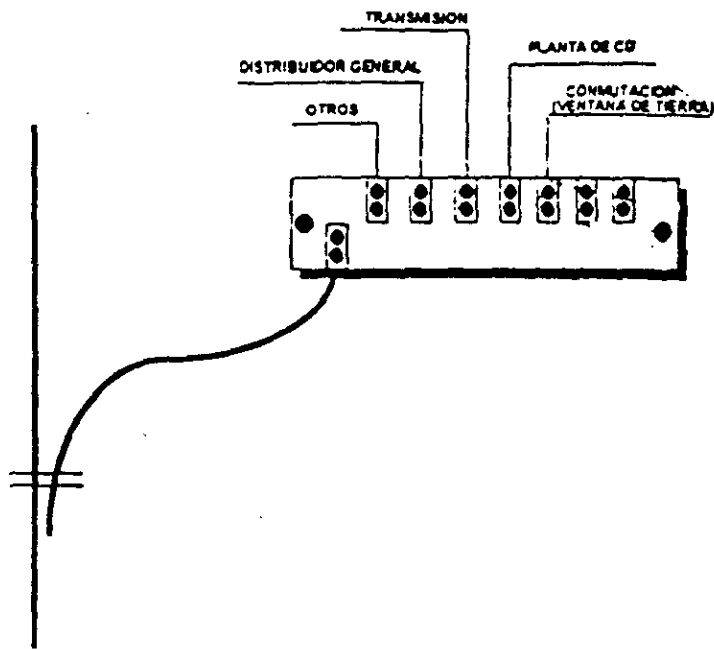 TRANSMISION
PLANTA DE CD
DISTRIBUIDOR GENERAL
CONMUTACION
(VENTANA DE TIERRA)
OTROS